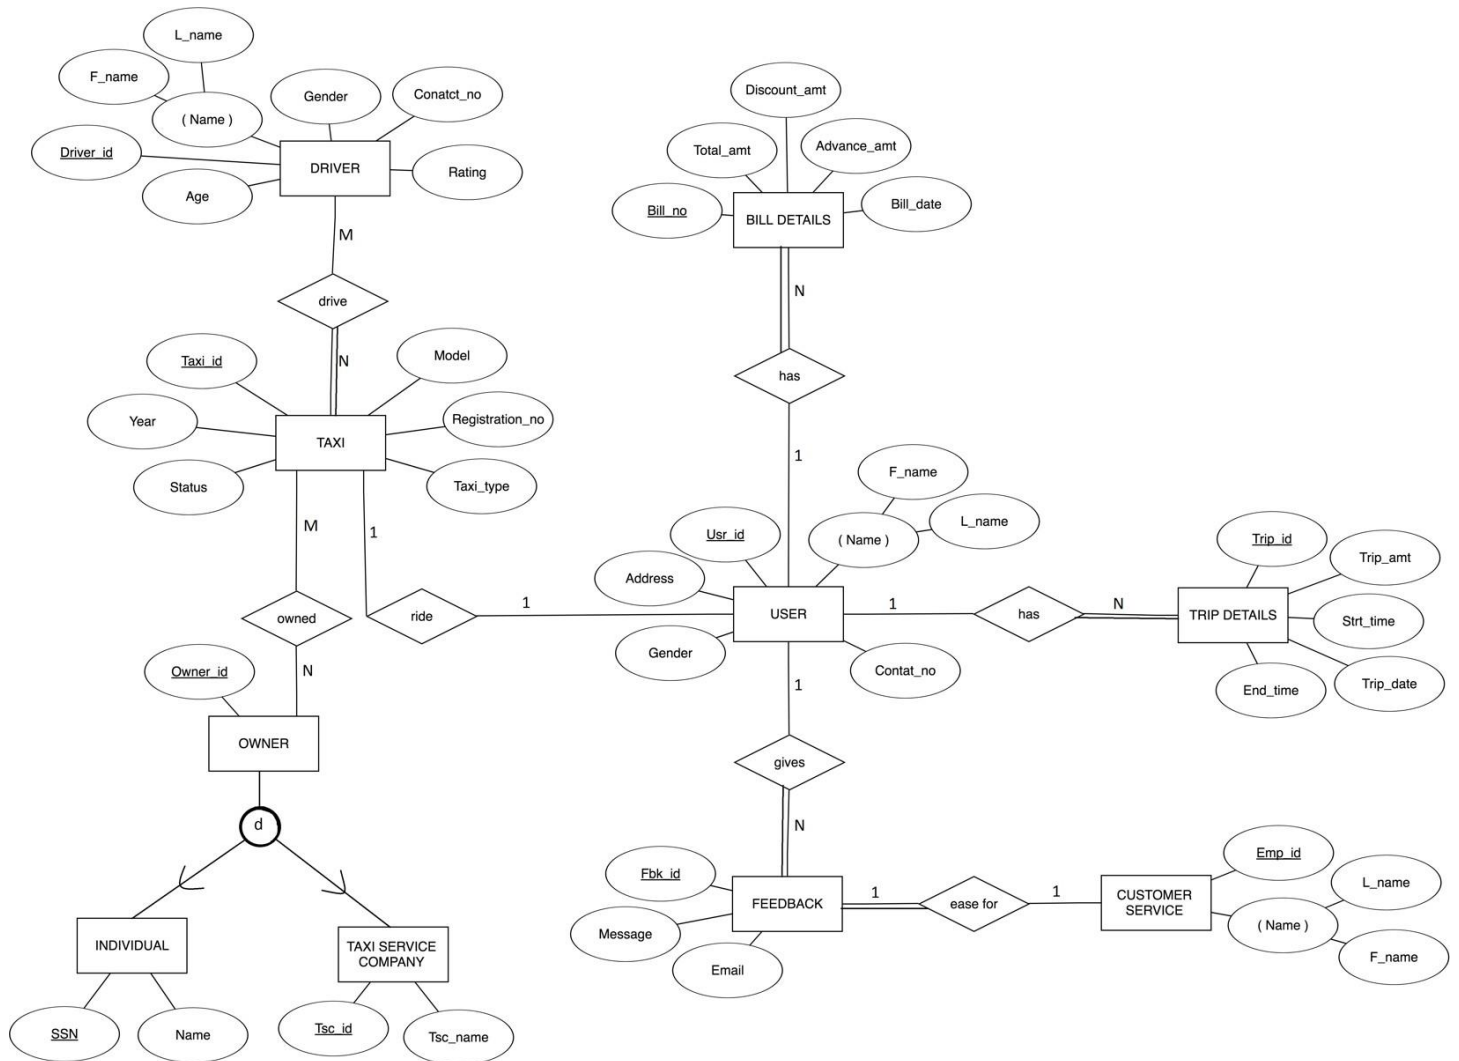 L_name
F_name
( Name )
Gender
Conatct_no
Driver_id
DRIVER
Rating
Age
M
drive
N
Taxi_id
Model
Year
Registration_no
TAXI
Status
Taxi_type
M
1
owned
ride
1
N
Owner_id
OWNER
d
INDIVIDUAL
TAXI SERVICE
COMPANY
SSN
Name
Tsc_id
Tsc_name
Discount_amt
Total_amt
Advance_amt
Bill_no
Bill_date
BILL DETAILS
N
has
1
F_name
Usr_id
( Name )
L_name
Address
USER
Gender
Contat_no
1
has
N
Trip_id
Trip_amt
TRIP DETAILS
Strt_time
End_time
Trip_date
1
gives
N
Fbk_id
FEEDBACK
Message
Email
1
ease for
1
Emp_id
CUSTOMER
SERVICE
L_name
( Name )
F_name